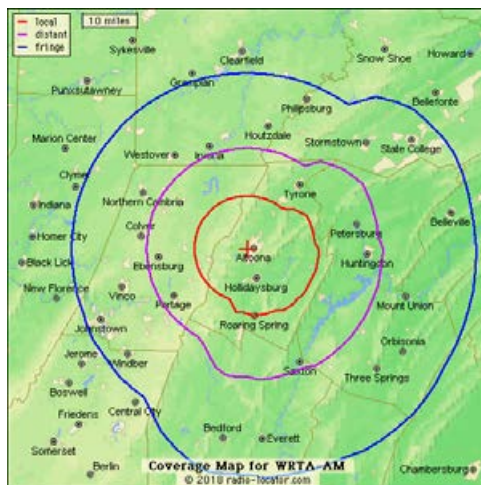 local
distant
fringe
10 miles
Sykesville
Clearfield
Snow Shoe
Howard
Grampian
Punxsutawney
Philipsburg
Bellefonte
Houtzdale
Marion Center
Stormstown
State College
Westover
Irvona
Clymer
Tyrone
Northern Cambria
Indiana
Belleville
Petersburg
Colver
Homer City
Altoona
Ebensburg
Huntingdon
Black Lick
Hollidaysburg
New Florence
Vinco
Portage
Mount Union
Roaring Spring
Johnstown
Orbisonia
Jerome
Windber
Saxton
Three Springs
Boswell
Central City
Friedens
Bedford
Everett
Somerset
Berlin
Coverage Map for WRTA-AM
Chambersburg
© 2018 radio-locator.com